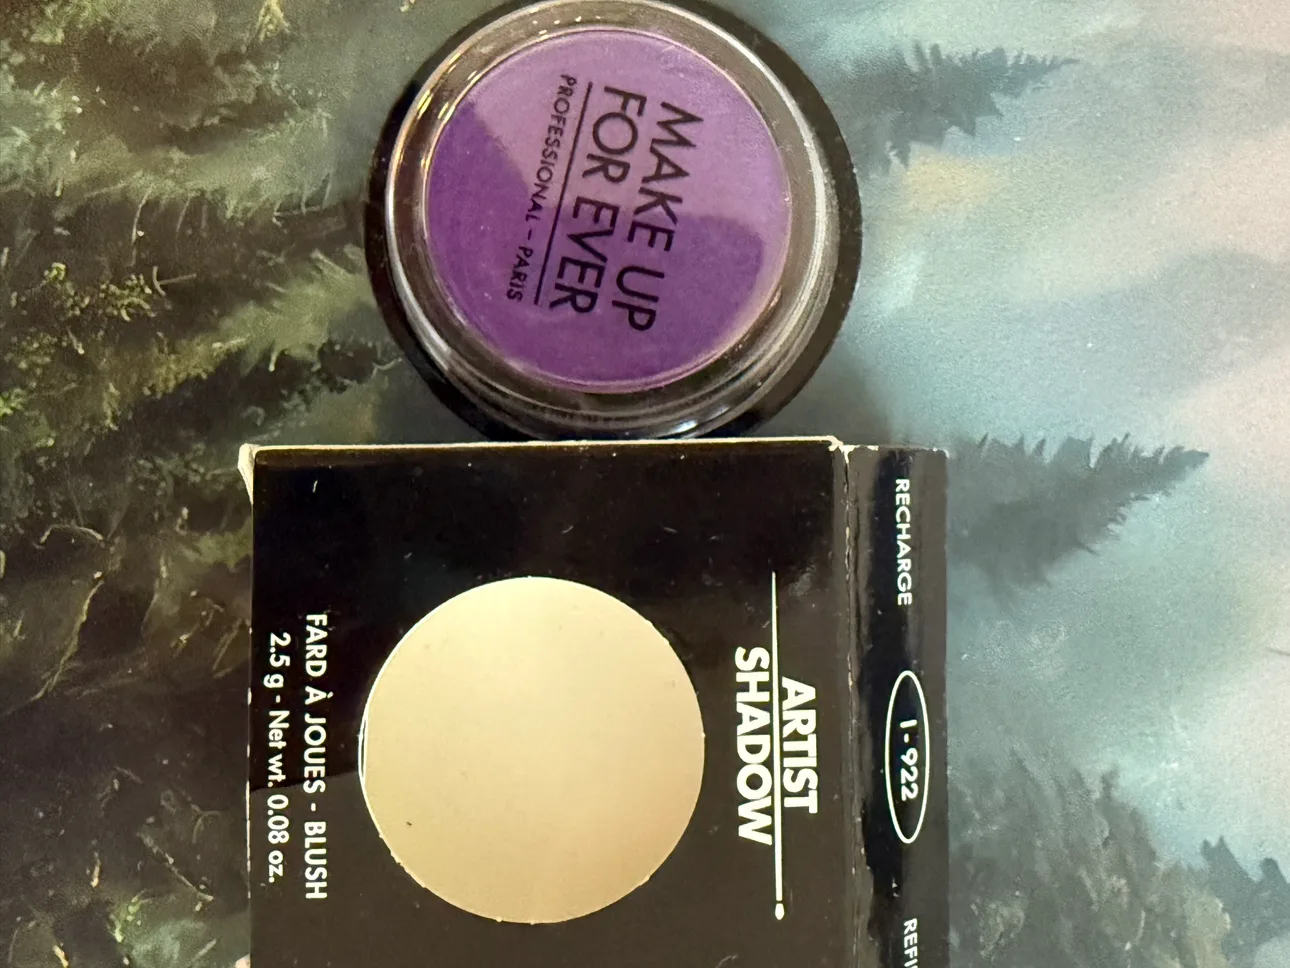 MAKE UP
FOR EVER
PROFESSIONAL – PARIS
RECHARGE
I - 922
ARTIST
SHADOW
FARD À JOUES - BLUSH
2.5 g - Net wt. 0.08 oz.